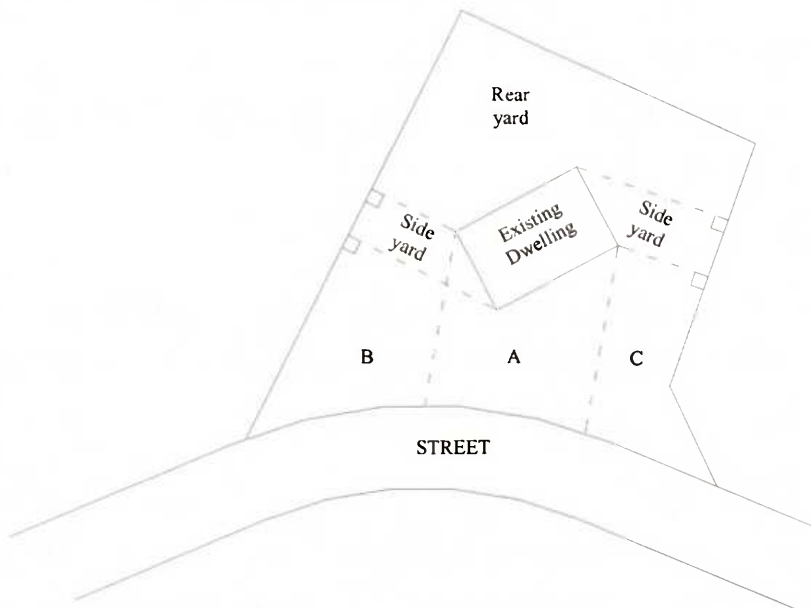 Rear
yard
Side
yard
Existing
Dwelling
Side
yard
B
A
C
STREET